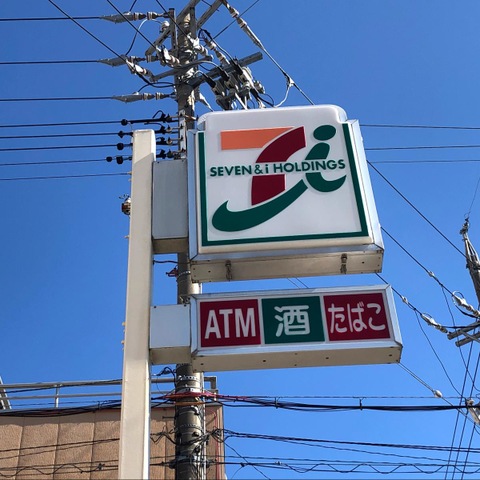 SEVEN & i HOLDINGS
ATM 酒 たばこ